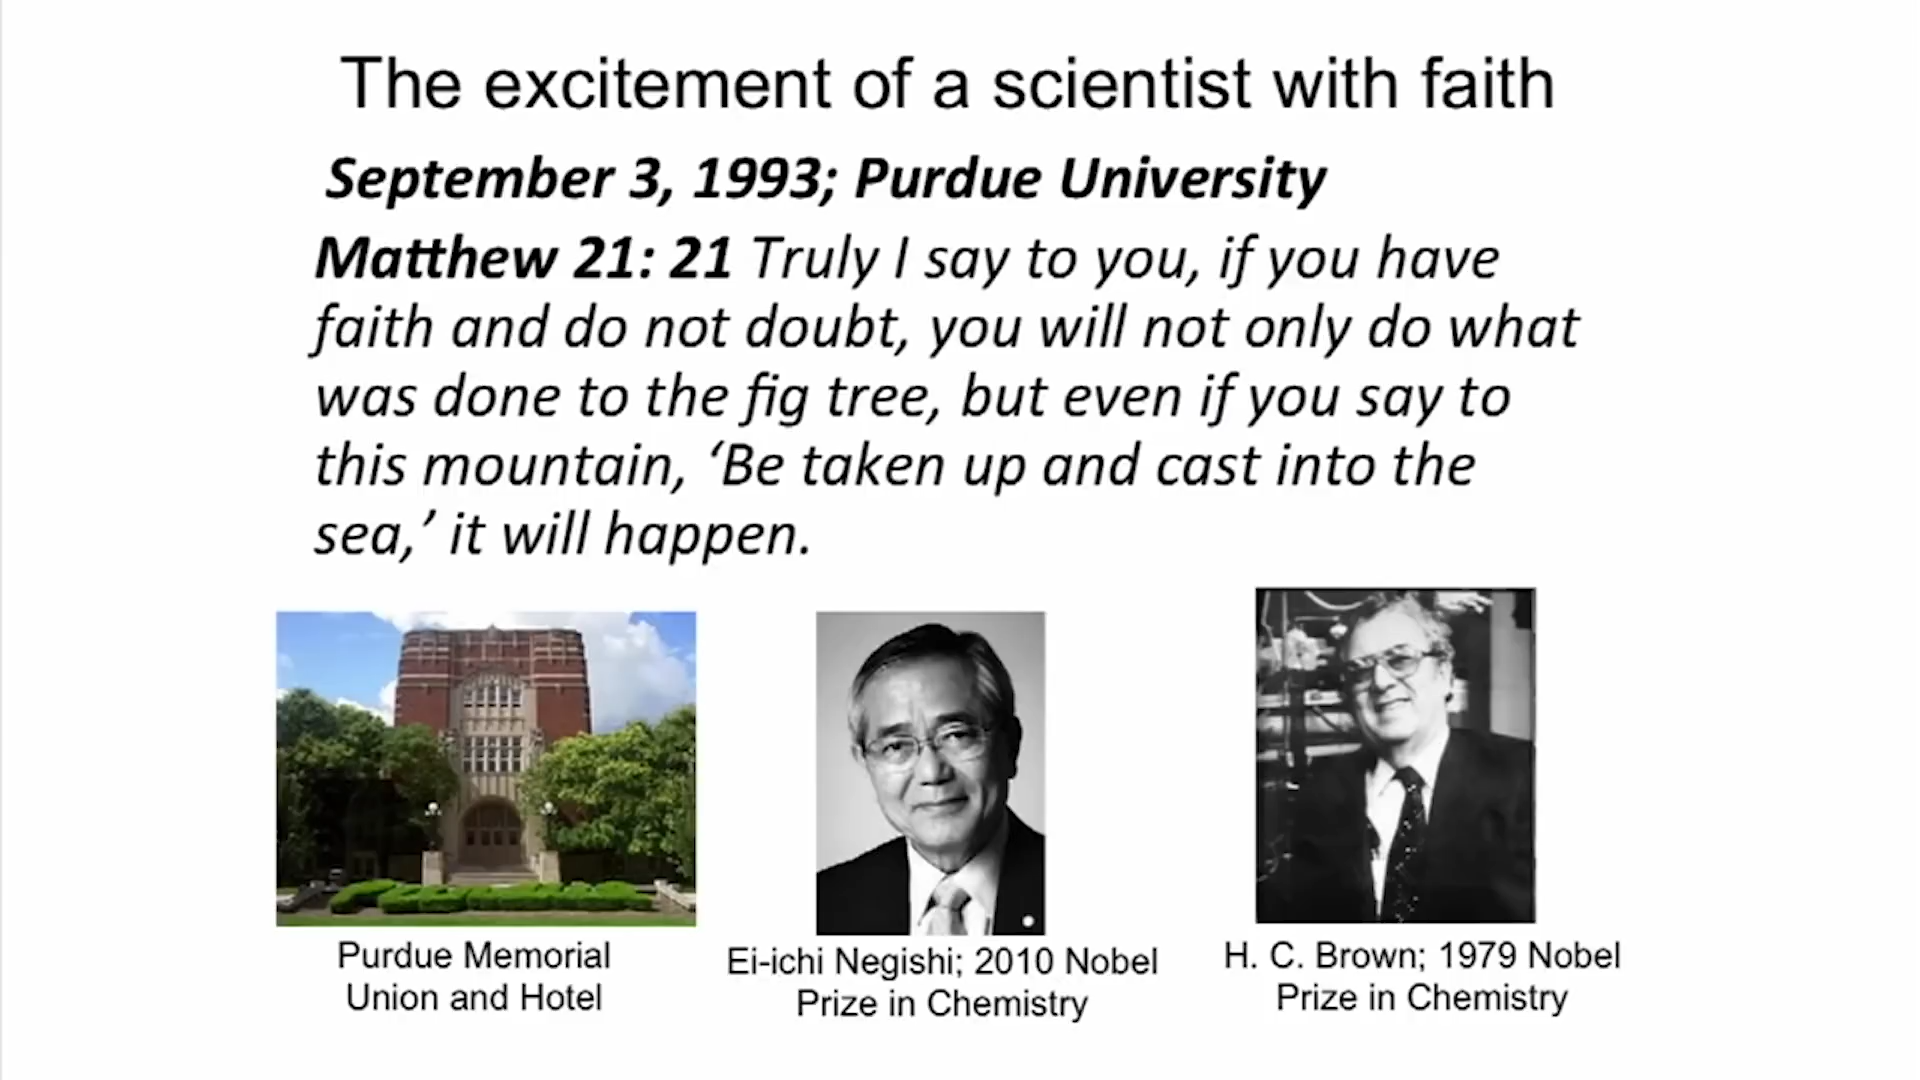 The excitement of a scientist with faith
September 3, 1993; Purdue University
Matthew 21: 21 Truly I say to you, if you have
faith and do not doubt, you will not only do what
was done to the fig tree, but even if you say to
this mountain, ‘Be taken up and cast into the
sea,’ it will happen.
Purdue Memorial
Union and Hotel
Ei-ichi Negishi; 2010 Nobel
Prize in Chemistry
H. C. Brown; 1979 Nobel
Prize in Chemistry